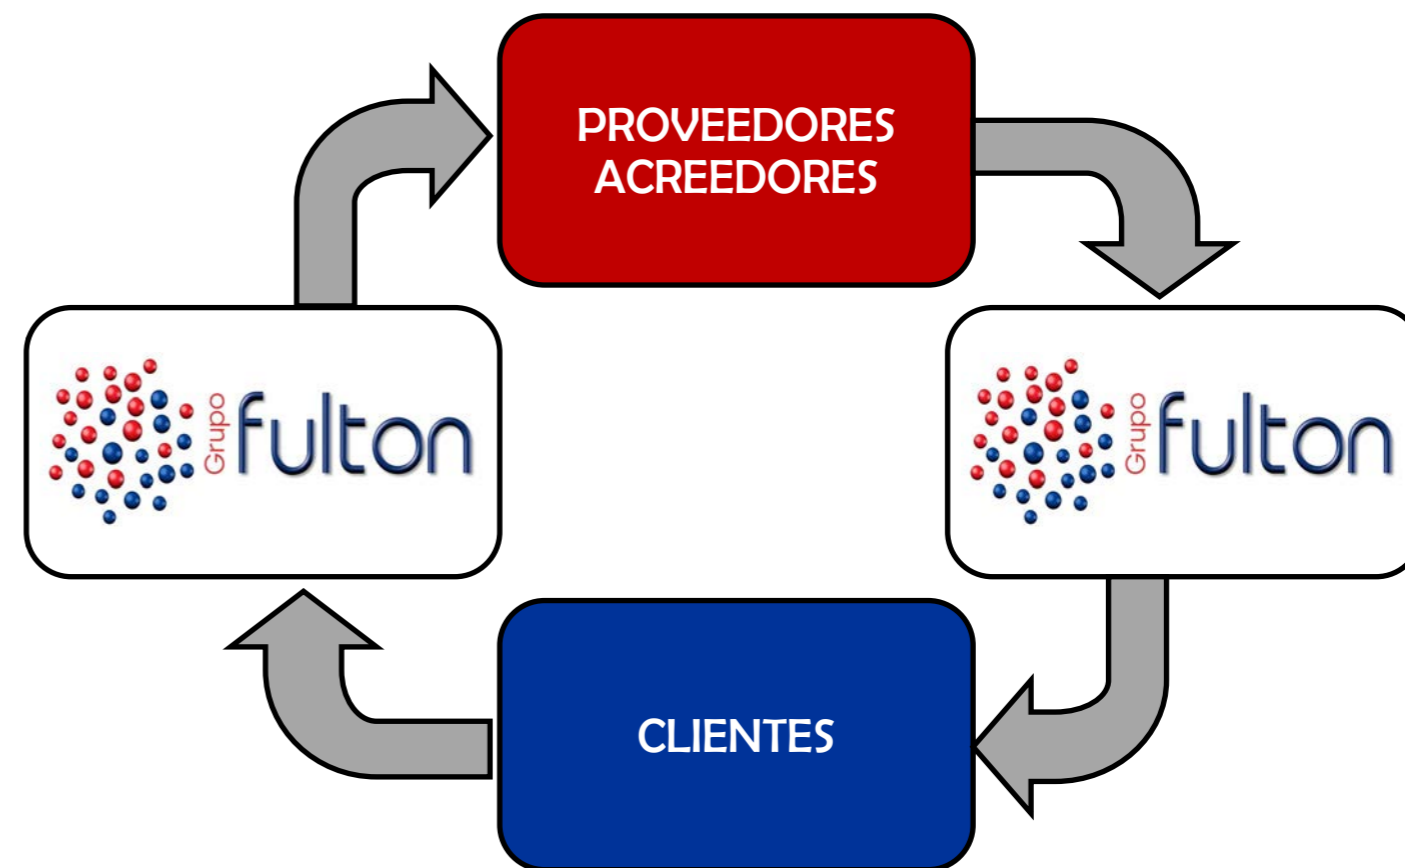 PROVEEDORES
ACREEDORES
Grupo fulton
Grupo fulton
CLIENTES